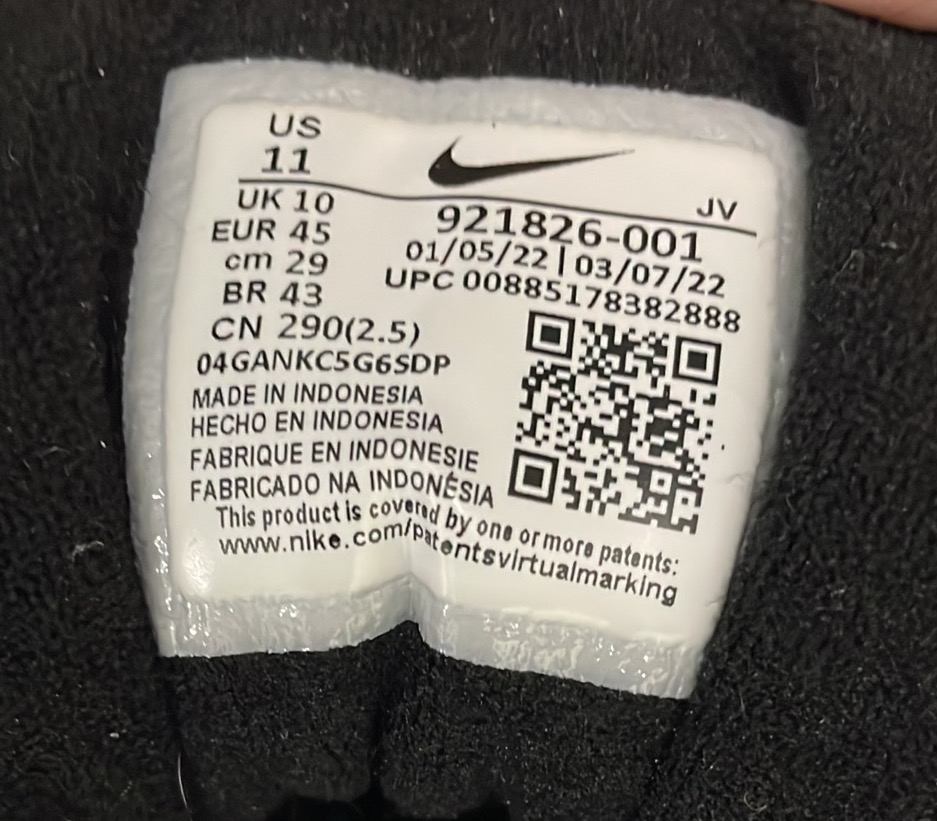 US
11
JV
UK 10
EUR 45
cm 29
BR 43
CN 290(2.5)
921826-001
01/05/22 | 03/07/22
UPC 00885178382888
04GANKC5G6SDP
MADE IN INDONESIA
HECHO EN INDONESIA
FABRIQUE EN INDONESIE
FABRICADO NA INDONÉSIA
This product is covered by one or more patents:
www.nike.com/patentsvirtualmarking